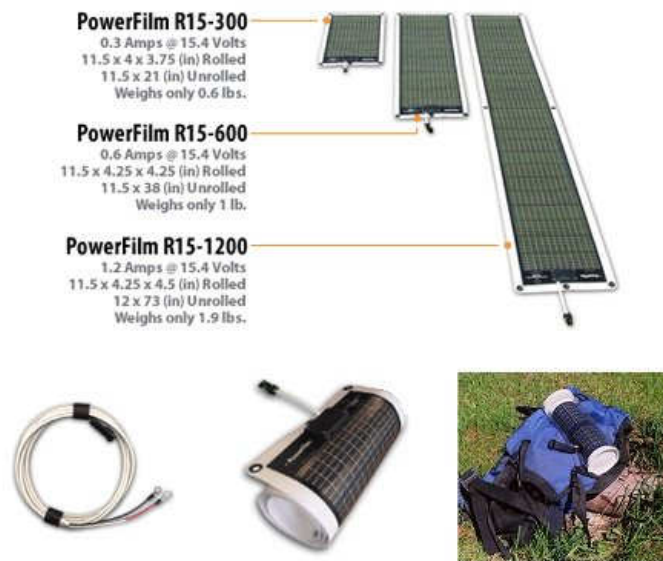 PowerFilm R15-300
0.3 Amps @ 15.4 Volts
11.5 x 4 x 3.75 (in) Rolled
11.5 x 21 (in) Unrolled
Weighs only 0.6 lbs.
PowerFilm R15-600
0.6 Amps @ 15.4 Volts
11.5 x 4.25 x 4.25 (in) Rolled
11.5 x 38 (in) Unrolled
Weighs only 1 lb.
PowerFilm R15-1200
1.2 Amps @ 15.4 Volts
11.5 x 4.25 x 4.5 (in) Rolled
12 x 73 (in) Unrolled
Weighs only 1.9 lbs.